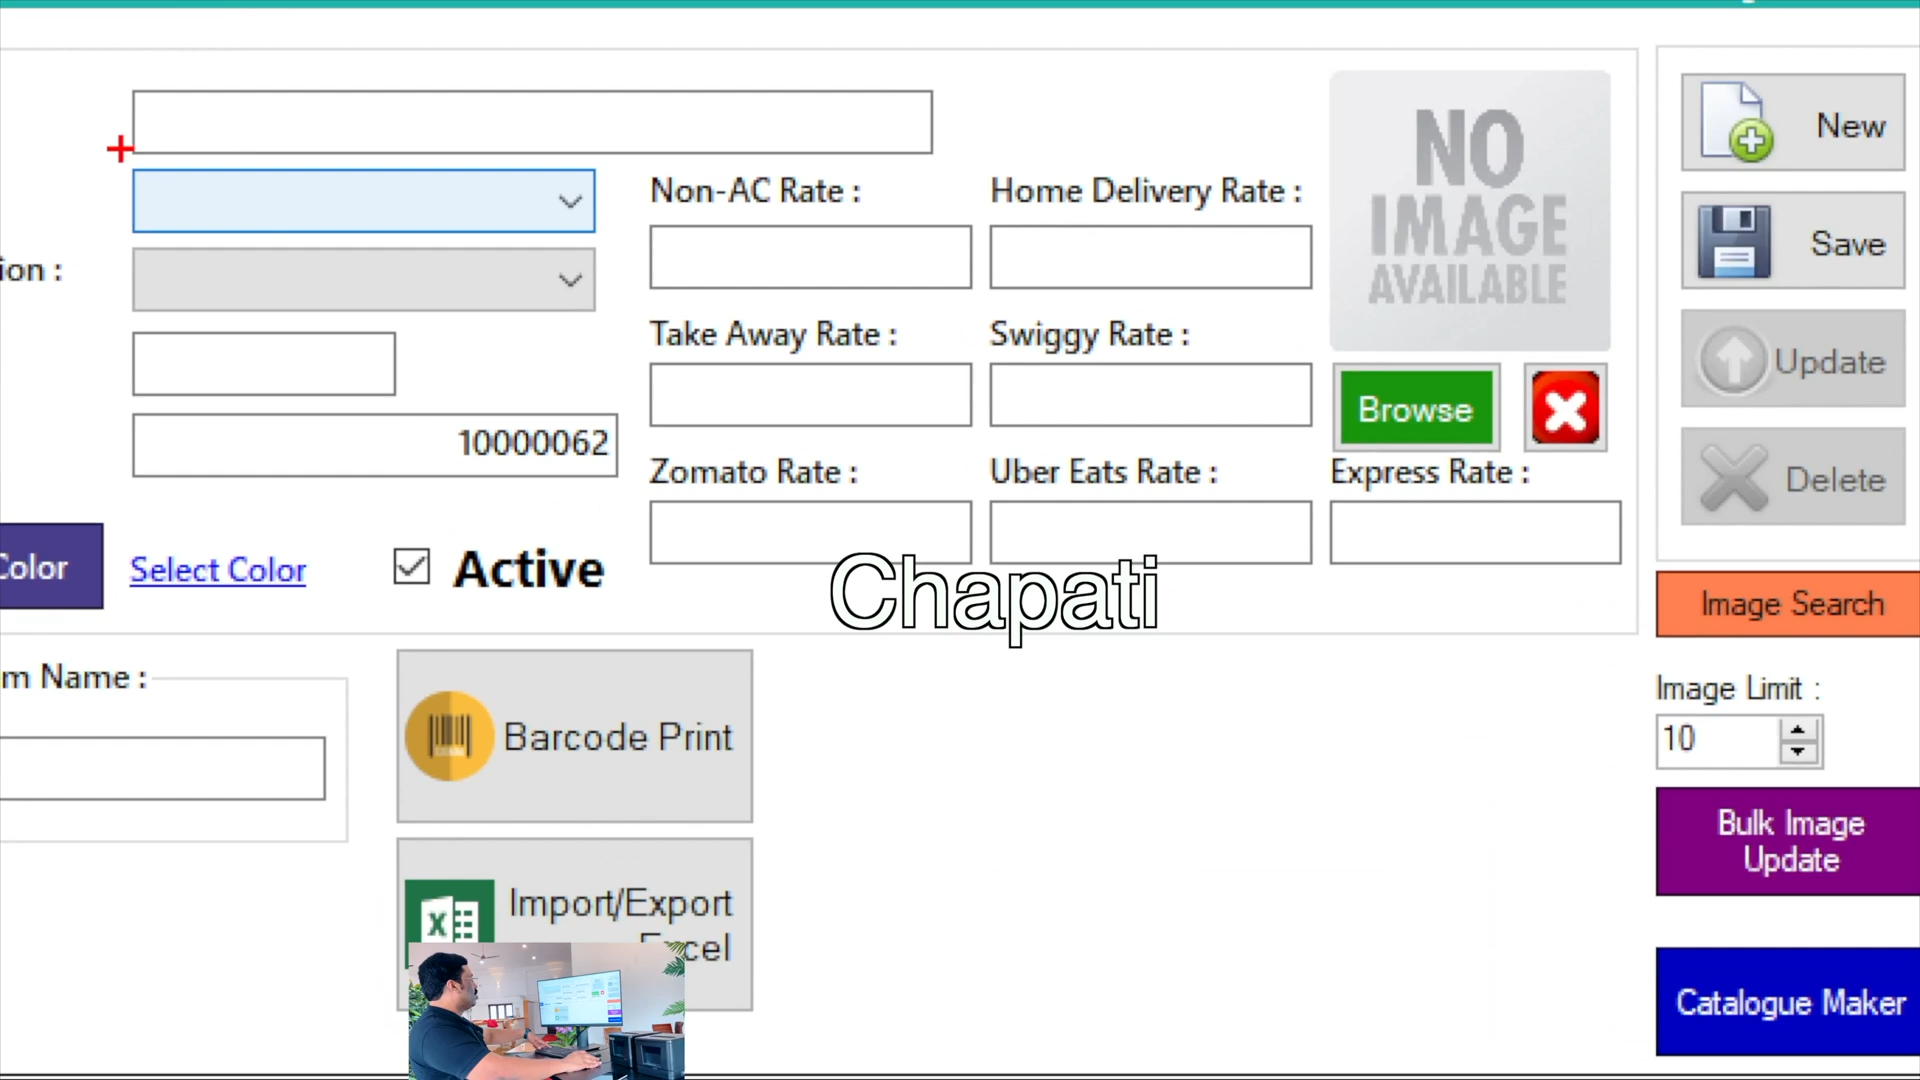 NO
IMAGE
AVAILABLE
New
Non-AC Rate :
Home Delivery Rate :
Save
ion :
Take Away Rate :
Swiggy Rate :
Update
Browse
10000062
Zomato Rate :
Uber Eats Rate :
Express Rate :
Delete
Color
Select Color
Active
Chapati
Image Search
m Name :
Image Limit :
Barcode Print
10
Bulk Image
Update
Import/Export
Excel
Catalogue Maker